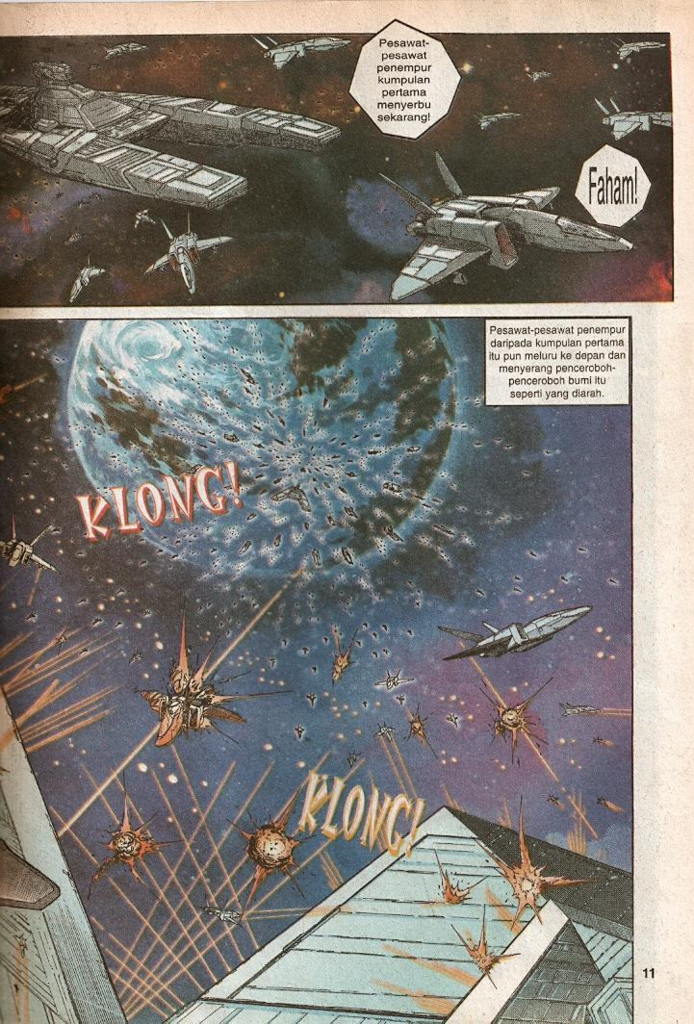 Pesawat-
pesawat
penempur
kumpulan
pertama
menyerbu
sekarang!
Faham!
Pesawat-pesawat penempur
daripada kumpulan pertama
itu pun meluru ke depan dan
menyerang penceroboh-
penceroboh bumi itu
seperti yang diarah.
KLONG!
KLONG!
11